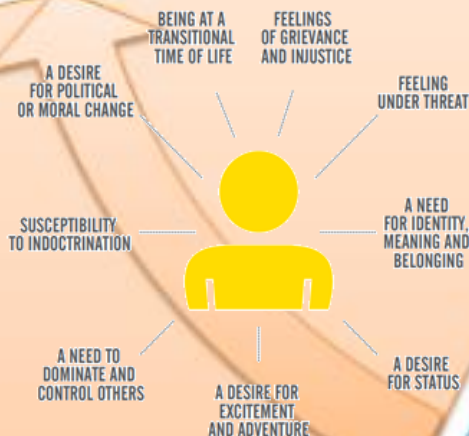 BEING AT A
TRANSITIONAL
TIME OF LIFE
FEELINGS
OF GRIEVANCE
AND INJUSTICE
A DESIRE
FOR POLITICAL
OR MORAL CHANGE
FEELING
UNDER THREAT
SUSCEPTIBILITY
TO INDOCTRINATION
A NEED
FOR IDENTITY,
MEANING AND
BELONGING
A NEED TO
DOMINATE AND
CONTROL OTHERS
A DESIRE FOR
EXCITEMENT
AND ADVENTURE
A DESIRE
FOR STATUS